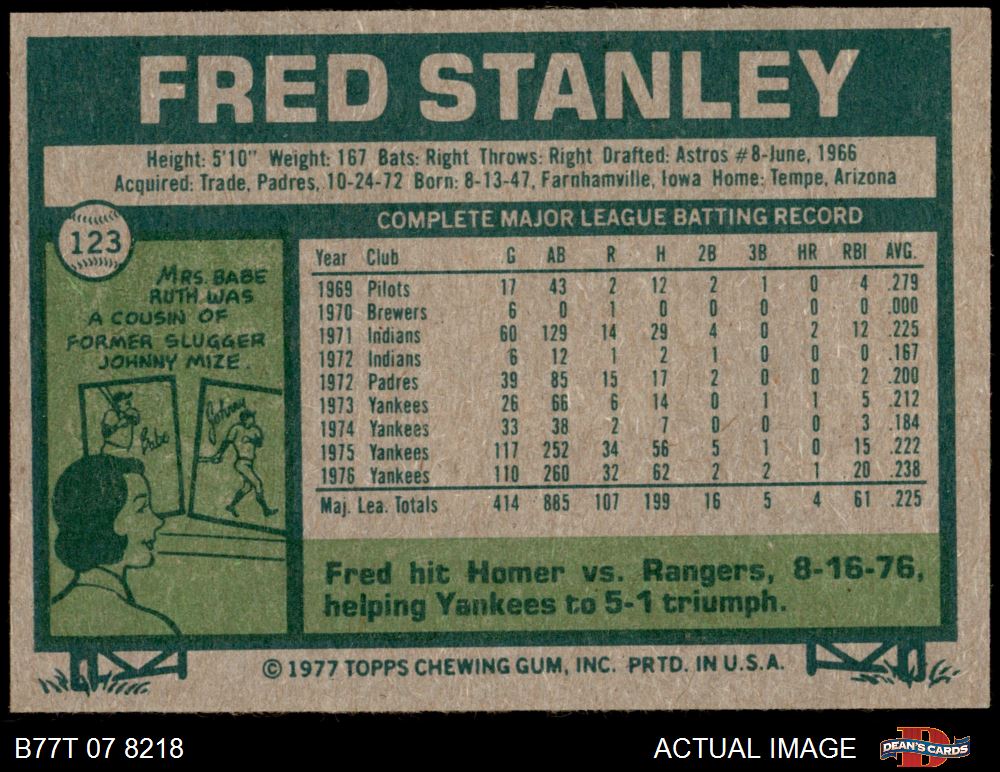 FRED STANLEY
Height: 5'10" Weight: 167 Bats: Right Throws: Right Drafted: Astros #8-June, 1966
Acquired: Trade, Padres, 10-24-72 Born: 8-13-47, Farnhamville, Iowa Home: Tempe, Arizona
123
MRS. BABE
RUTH WAS
A COUSIN OF
FORMER SLUGGER
JOHNNY MIZE.
Babe
Johnny
COMPLETE MAJOR LEAGUE BATTING RECORD
Year Club G AB R H 2B 3B HR RBI AVG.
1969 Pilots 17 43 2 12 2 1 0 4 .279
1970 Brewers 6 0 1 0 0 0 0 0 .000
1971 Indians 60 129 14 29 4 0 2 12 .225
1972 Indians 6 12 1 2 1 0 0 0 .167
1972 Padres 39 85 15 17 2 0 0 2 .200
1973 Yankees 26 66 6 14 0 1 1 5 .212
1974 Yankees 33 38 2 7 0 0 0 3 .184
1975 Yankees 117 252 34 56 5 1 0 15 .222
1976 Yankees 110 260 32 62 2 2 1 20 .238
Maj. Lea. Totals 414 885 107 199 16 5 4 61 .225
Fred hit Homer vs. Rangers, 8-16-76,
helping Yankees to 5-1 triumph.
© 1977 TOPPS CHEWING GUM, INC. PRTD. IN U.S.A.
B77T 07 8218
ACTUAL IMAGE
D
DEAN'S CARDS